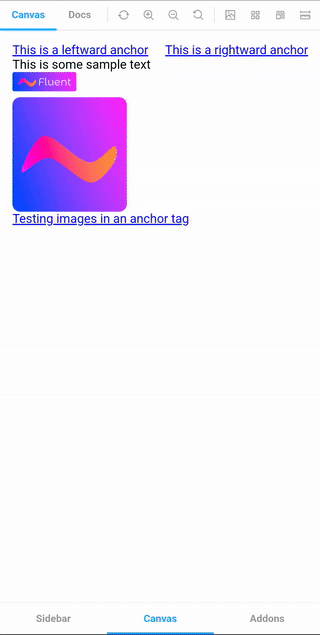 Canvas Docs
This is a leftward anchor This is a rightward anchor
This is some sample text
Fluent
Testing images in an anchor tag
Sidebar Canvas Addons